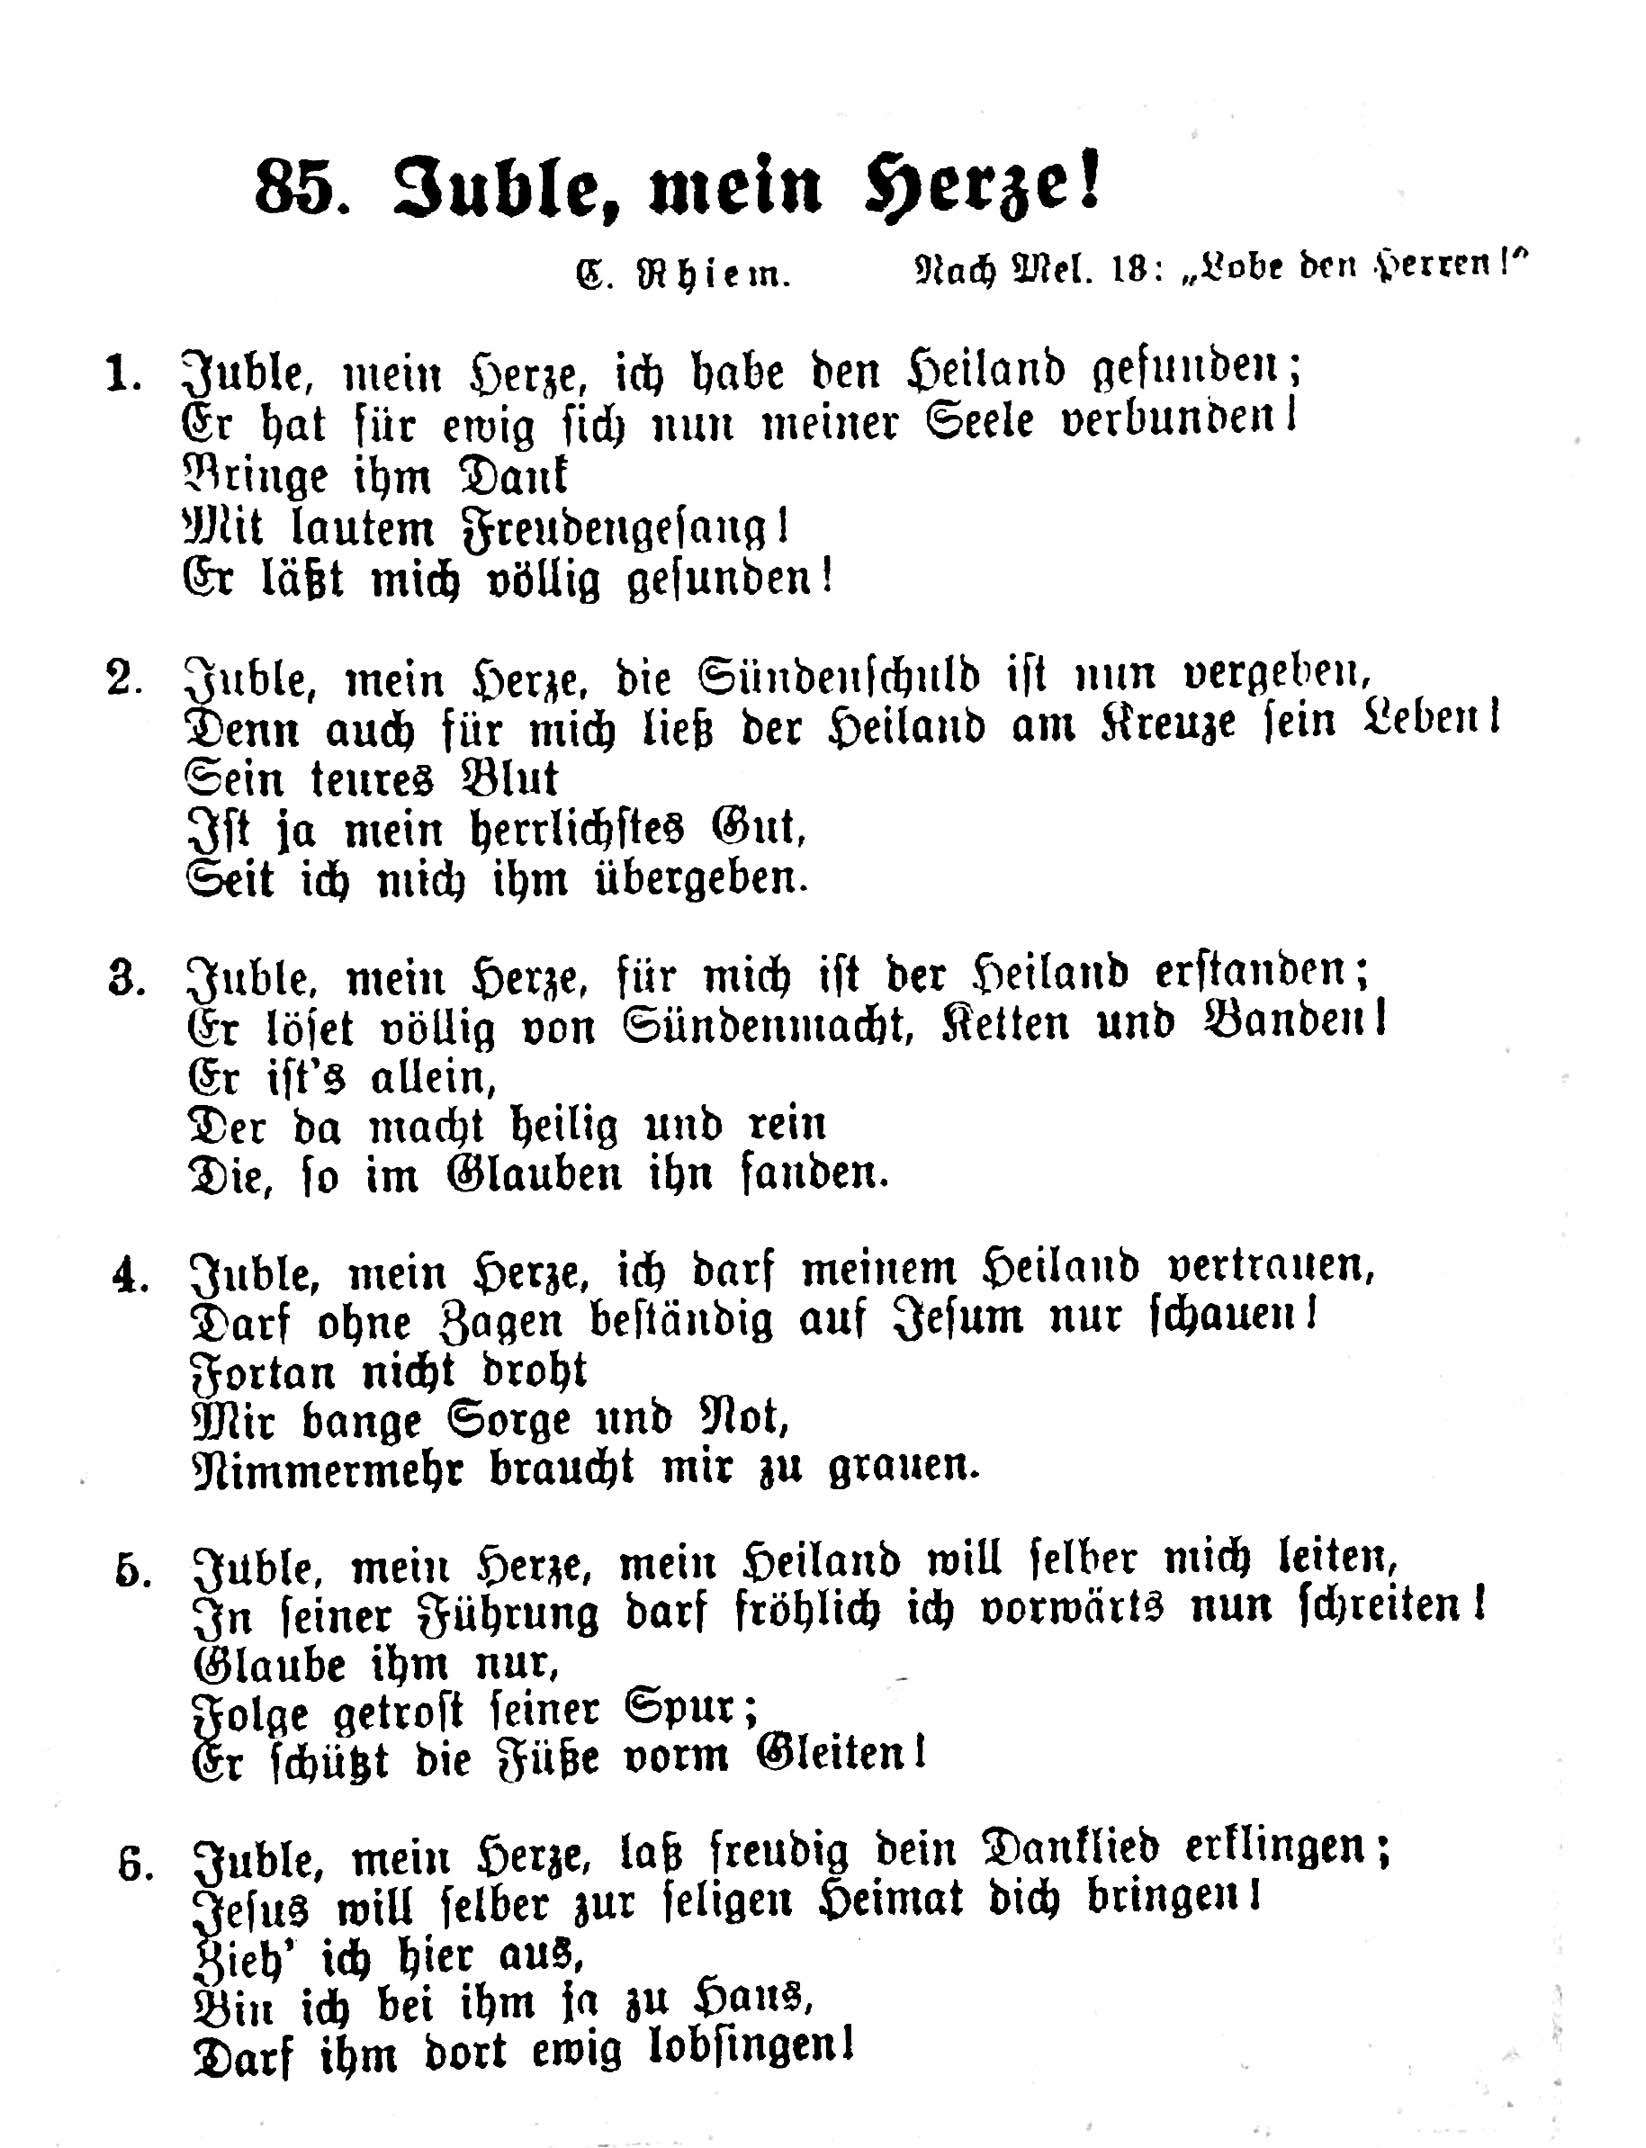 85. Juble, mein Herze!
C. Rhiem. Nach Mel. 18: „Lobe den Herren!“
1. Juble, mein Herze, ich habe den Heiland gefunden;
Er hat für ewig sich nun meiner Seele verbunden!
Bringe ihm Dank
Mit lautem Freudengesang!
Er läßt mich völlig gesunden!
2. Juble, mein Herze, die Sündenschuld ist nun vergeben,
Denn auch für mich ließ der Heiland am Kreuze sein Leben!
Sein teures Blut
Ist ja mein herrlichstes Gut,
Seit ich mich ihm übergeben.
3. Juble, mein Herze, für mich ist der Heiland erstanden;
Er löset völlig von Sündenmacht, Ketten und Banden!
Er ist's allein,
Der da macht heilig und rein
Die, so im Glauben ihn fanden.
4. Juble, mein Herze, ich darf meinem Heiland vertrauen,
Darf ohne Zagen beständig auf Jesum nur schauen!
Fortan nicht droht
Mir bange Sorge und Not,
Nimmermehr braucht mir zu grauen.
5. Juble, mein Herze, mein Heiland will selber mich leiten,
In seiner Führung darf fröhlich ich vorwärts nun schreiten!
Glaube ihm nur,
Folge getrost seiner Spur;
Er schützt die Füße vorm Gleiten!
6. Juble, mein Herze, laß freudig dein Danklied erklingen;
Jesus will selber zur seligen Heimat dich bringen!
Zieh' ich hier aus,
Bin ich bei ihm ja zu Haus,
Darf ihm dort ewig lobsingen!